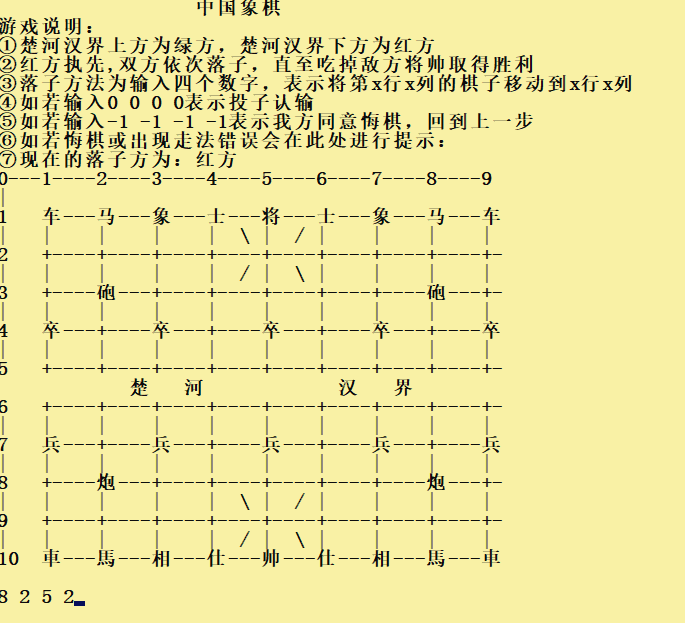 中国象棋
游戏说明：
①楚河汉界上方为绿方，楚河汉界下方为红方
②红方执先,双方依次落子，直至吃掉敌方将帅取得胜利
③落子方法为输入四个数字，表示将第x行x列的棋子移动到x行x列
④如若输入0 0 0 0表示投子认输
⑤如若输入-1 -1 -1 -1表示我方同意悔棋，回到上一步
⑥如若悔棋或出现走法错误会在此处进行提示：
⑦现在的落子方为：红方
0---1----2----3----4----5----6----7----8----9
|
1   车---马---象---士---将---士---象---马---车
|   |    |    |    |  \ |  / |    |    |    |
2   +----+----+----+----+----+----+----+----+-
|   |    |    |    |  / |  \ |    |    |    |
3   +----砲---+----+----+----+----+----砲---+-
|   |    |    |    |    |    |    |    |    |
4   卒---+----卒---+----卒---+----卒---+----卒
|   |    |    |    |    |    |    |    |    |
5   +----+----+----+----+----+----+----+----+-
            楚   河            汉   界
6   +----+----+----+----+----+----+----+----+-
|   |    |    |    |    |    |    |    |    |
7   兵---+----兵---+----兵---+----兵---+----兵
|   |    |    |    |    |    |    |    |    |
8   +----炮---+----+----+----+----+----炮---+-
|   |    |    |    |  \ |  / |    |    |    |
9   +----+----+----+----+----+----+----+----+-
|   |    |    |    |  / |  \ |    |    |    |
10  車---馬---相---仕---帅---仕---相---馬---車
8 2 5 2